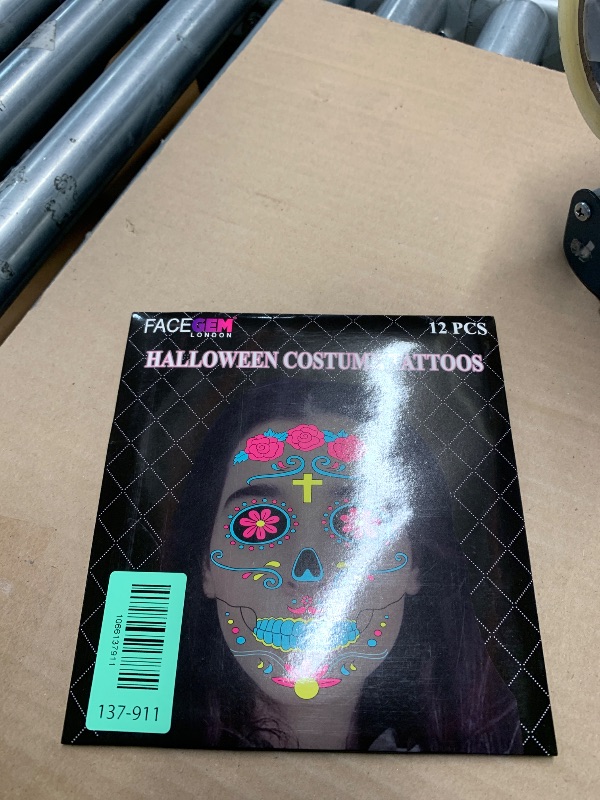 FACEGEM
LONDON
12 PCS
HALLOWEEN COSTUME TATTOOS
1066137911
137-911